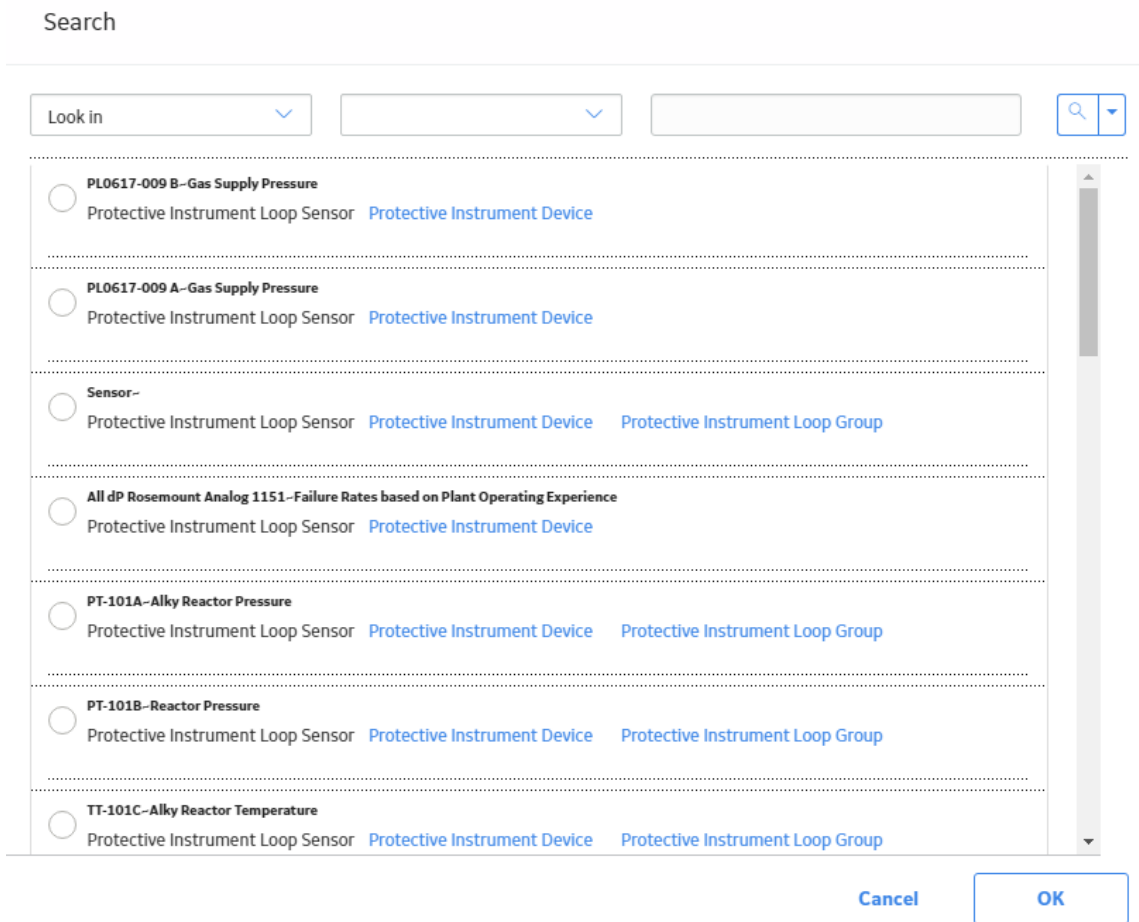 Search
Look in
PL0617-009 B~Gas Supply Pressure
Protective Instrument Loop Sensor Protective Instrument Device
PL0617-009 A~Gas Supply Pressure
Protective Instrument Loop Sensor Protective Instrument Device
Sensor~
Protective Instrument Loop Sensor Protective Instrument Device Protective Instrument Loop Group
All dP Rosemount Analog 1151~Failure Rates based on Plant Operating Experience
Protective Instrument Loop Sensor Protective Instrument Device
PT-101A~Alky Reactor Pressure
Protective Instrument Loop Sensor Protective Instrument Device Protective Instrument Loop Group
PT-101B~Reactor Pressure
Protective Instrument Loop Sensor Protective Instrument Device Protective Instrument Loop Group
TT-101C~Alky Reactor Temperature
Protective Instrument Loop Sensor Protective Instrument Device Protective Instrument Loop Group
Cancel OK